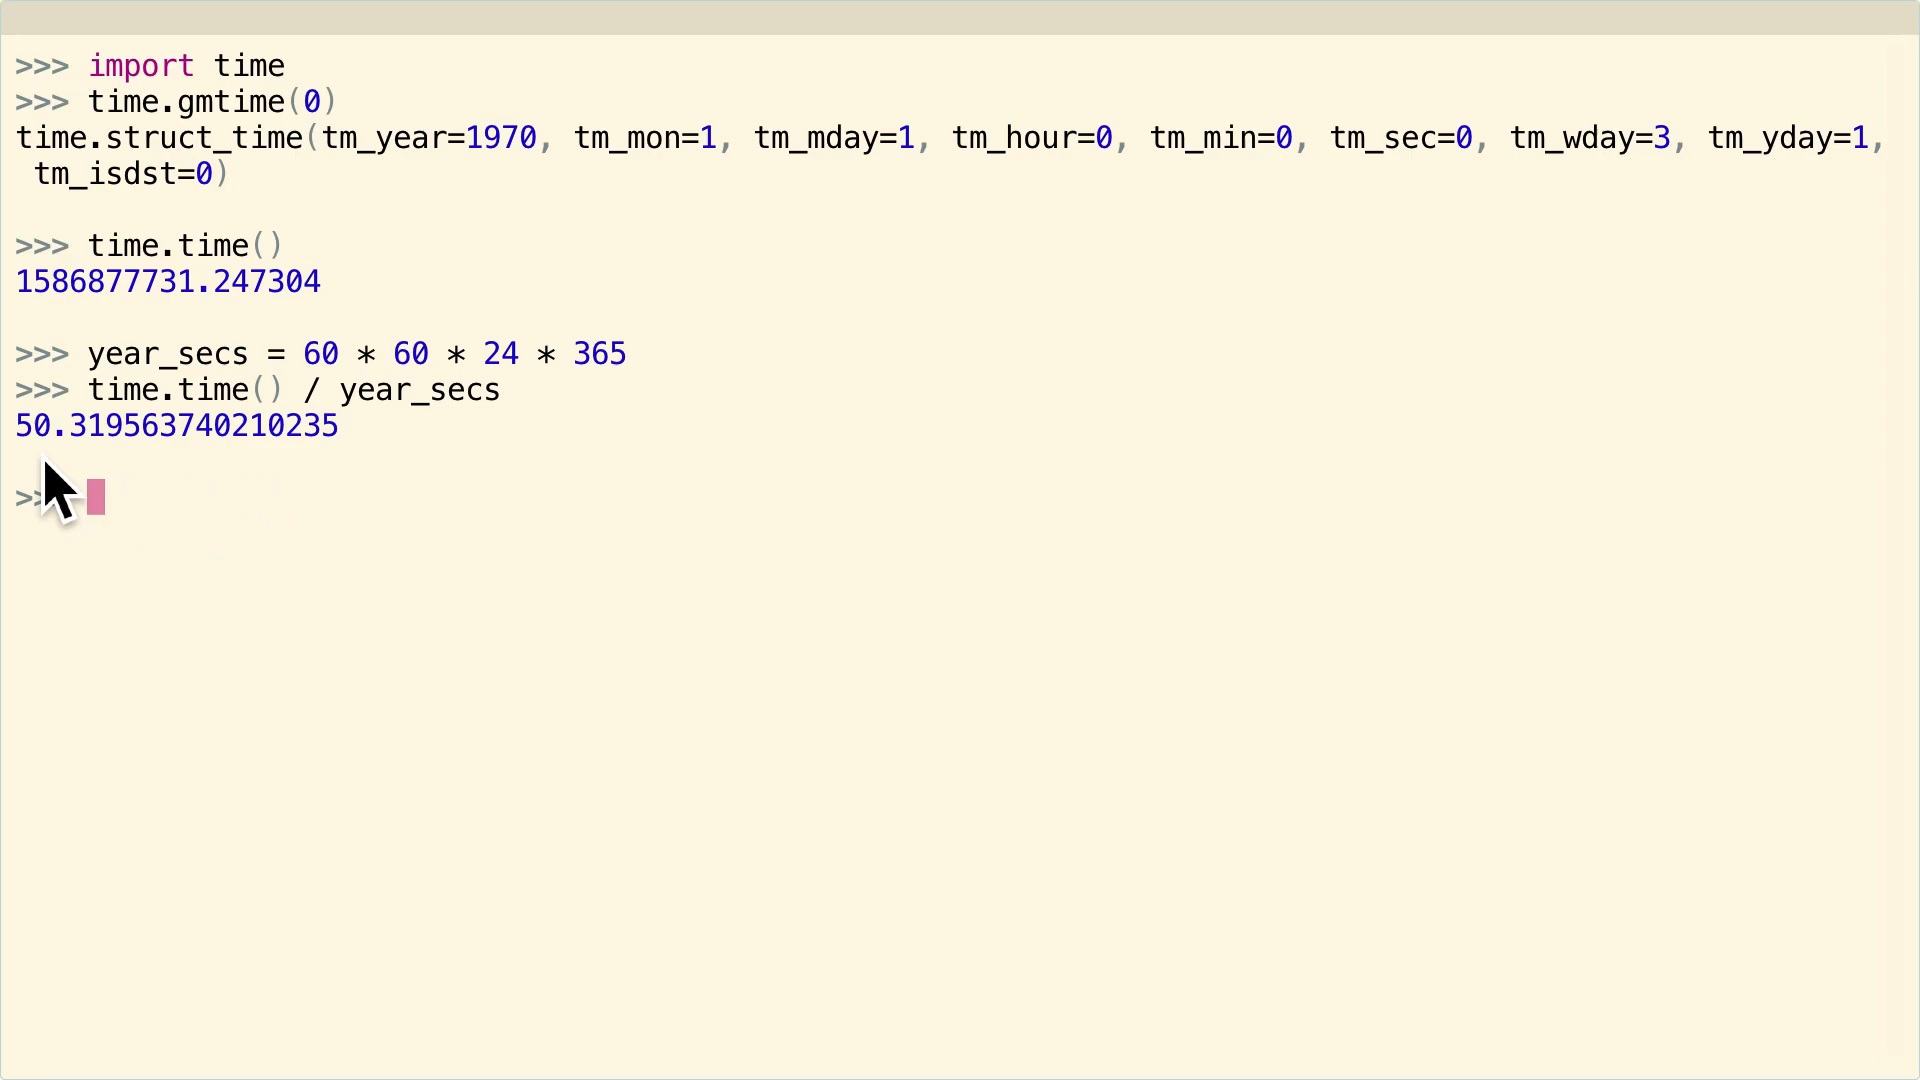 >>> import time
>>> time.gmtime(0)
time.struct_time(tm_year=1970, tm_mon=1, tm_mday=1, tm_hour=0, tm_min=0, tm_sec=0, tm_wday=3, tm_yday=1,
tm_isdst=0)
>>> time.time()
1586877731.247304
>>> year_secs = 60 * 60 * 24 * 365
>>> time.time() / year_secs
50.319563740210235
>>